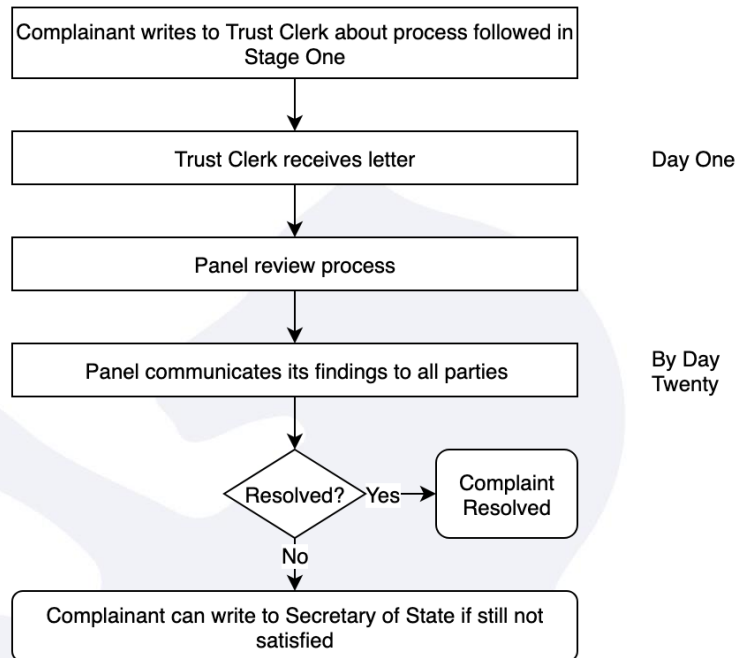 Complainant writes to Trust Clerk about process followed in
Stage One
Trust Clerk receives letter
Day One
Panel review process
Panel communicates its findings to all parties
By Day
Twenty
Resolved?
Yes
Complaint
Resolved
No
Complainant can write to Secretary of State if still not
satisfied